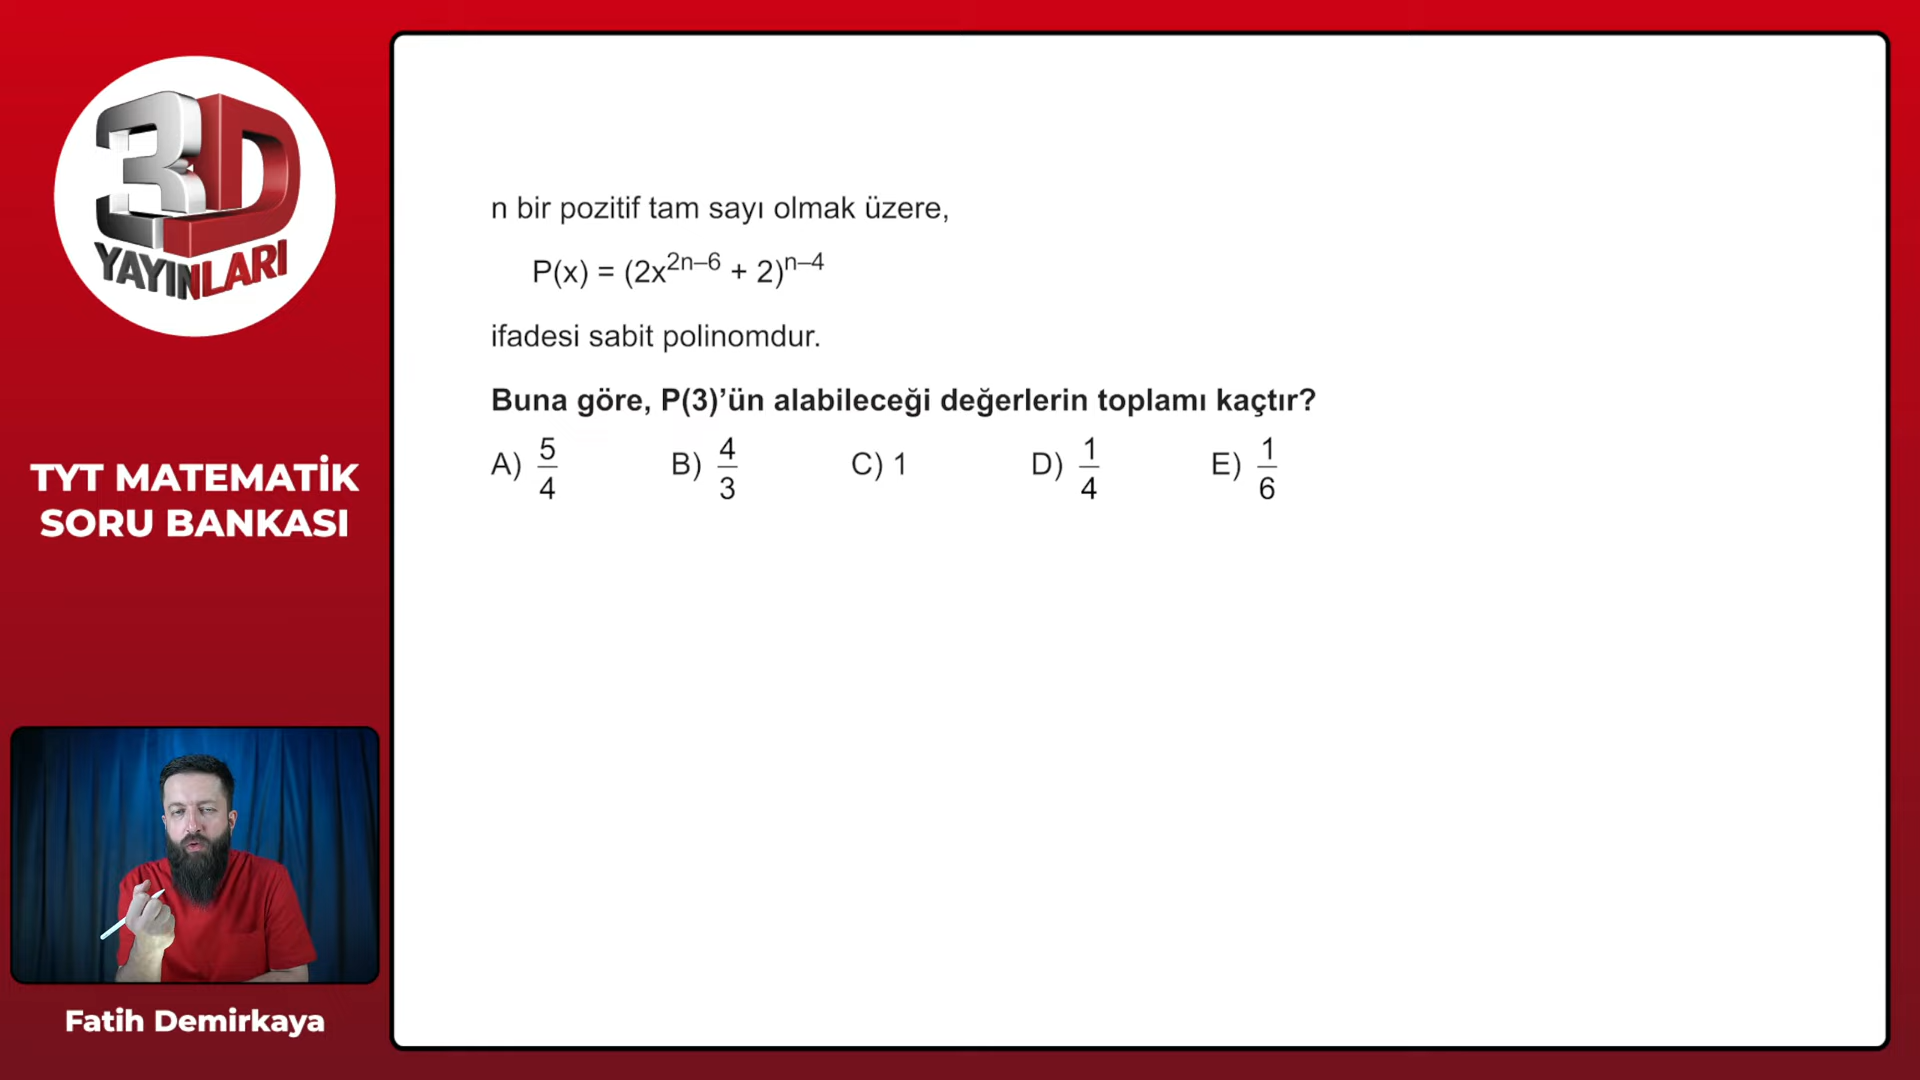 3D
YAYINLARI
TYT MATEMATİK
SORU BANKASI
Fatih Demirkaya
n bir pozitif tam sayı olmak üzere,
P(x) = (2x^{2n–6} + 2)^{n–4}
ifadesi sabit polinomdur.
Buna göre, P(3)’ün alabileceği değerlerin toplamı kaçtır?
A) 5/4 B) 4/3 C) 1 D) 1/4 E) 1/6